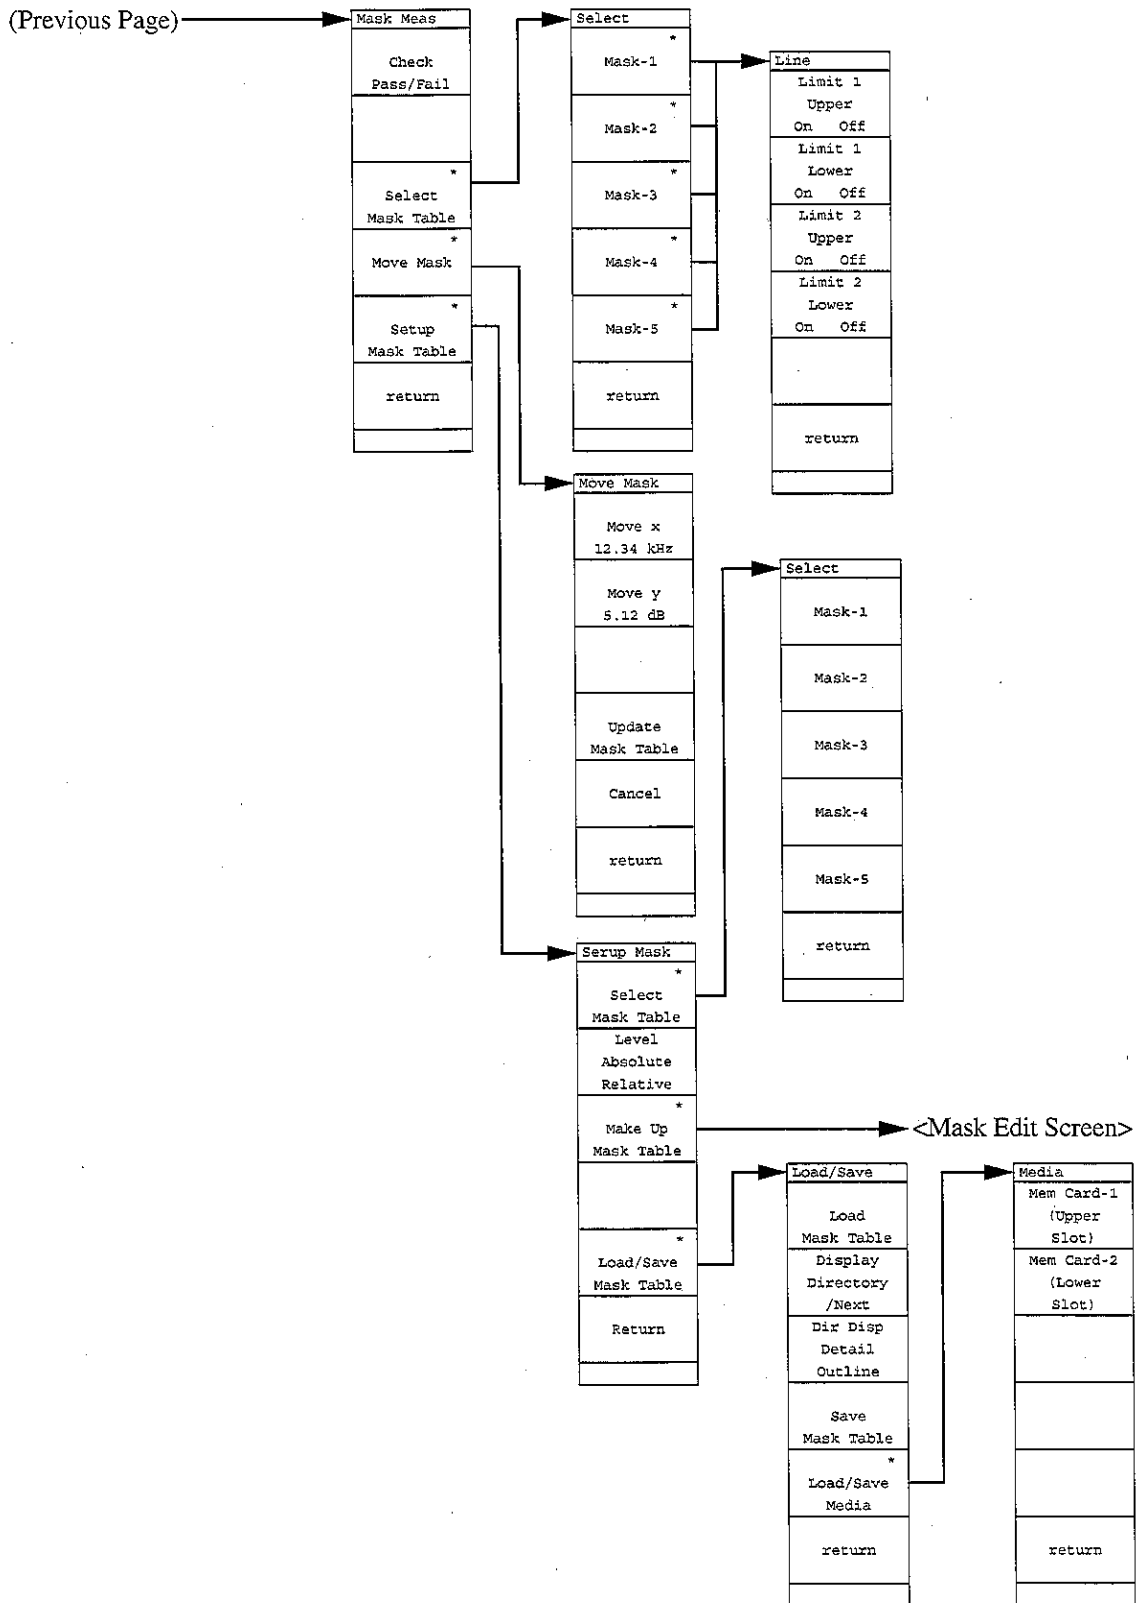 (Previous Page)
Mask Meas
Check
Pass/Fail
*
Select
Mask Table
*
Move Mask
*
Setup
Mask Table
return
Select
*
Mask-1
*
Mask-2
*
Mask-3
*
Mask-4
*
Mask-5
return
Line
Limit 1
Upper
On Off
Limit 1
Lower
On Off
Limit 2
Upper
On Off
Limit 2
Lower
On Off
return
Move Mask
Move x
12.34 kHz
Move y
5.12 dB
Update
Mask Table
Cancel
return
Select
Mask-1
Mask-2
Mask-3
Mask-4
Mask-5
return
Serup Mask
*
Select
Mask Table
Level
Absolute
Relative
*
Make Up
Mask Table
*
Load/Save
Mask Table
Return
<Mask Edit Screen>
Load/Save
Load
Mask Table
Display
Directory
/Next
Dir Disp
Detail
Outline
Save
Mask Table
*
Load/Save
Media
return
Media
Mem Card-1
(Upper
Slot)
Mem Card-2
(Lower
Slot)
return